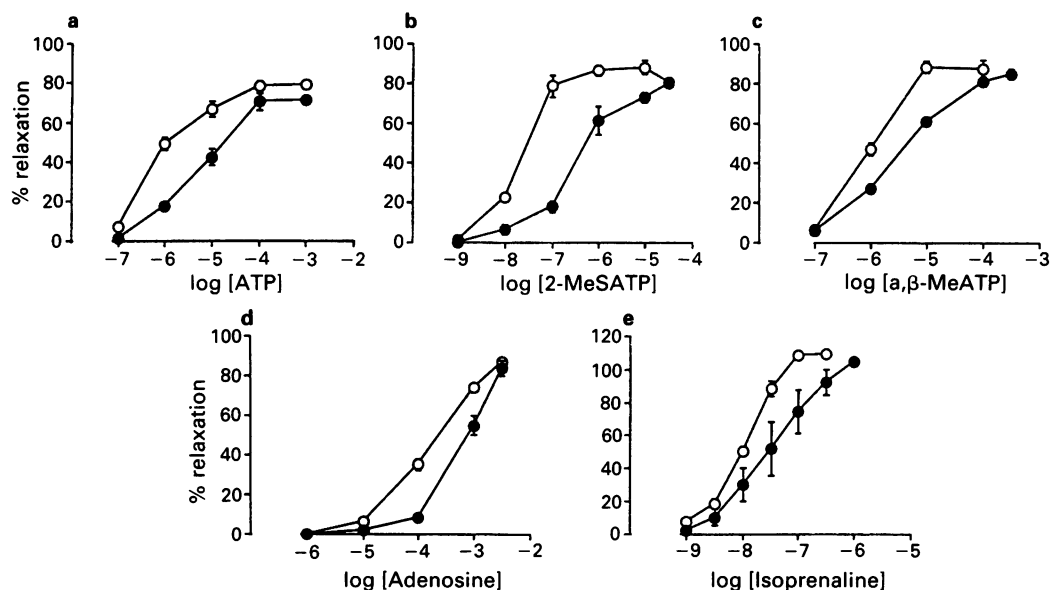 a
100
80
60
40
20
0
% relaxation
−7 −6 −5 −4 −3 −2
log [ATP]
b
100
80
60
40
20
0
−9 −8 −7 −6 −5 −4
log [2-MeSATP]
c
100
80
60
40
20
0
−7 −6 −5 −4 −3
log [a,β-MeATP]
d
100
80
60
40
20
0
% relaxation
−6 −5 −4 −3 −2
log [Adenosine]
e
120
100
80
60
40
20
0
−9 −8 −7 −6 −5
log [Isoprenaline]